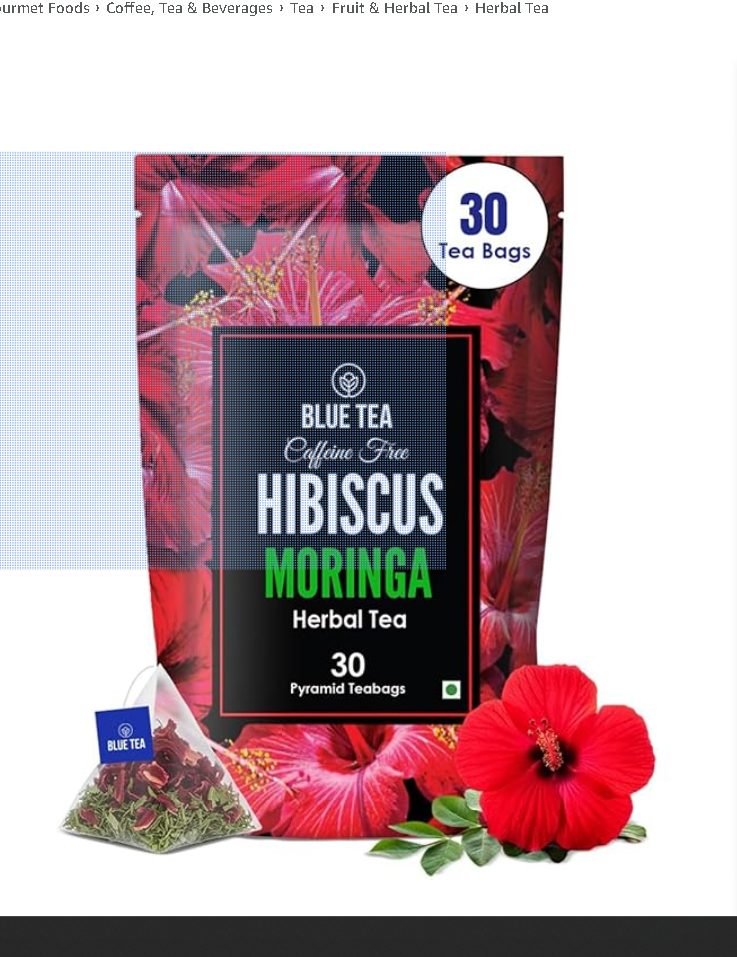 ourmet Foods › Coffee, Tea & Beverages › Tea › Fruit & Herbal Tea › Herbal Tea
30
Tea Bags
BLUE TEA
Caffeine Free
HIBISCUS
MORINGA
Herbal Tea
30
Pyramid Teabags
BLUE TEA